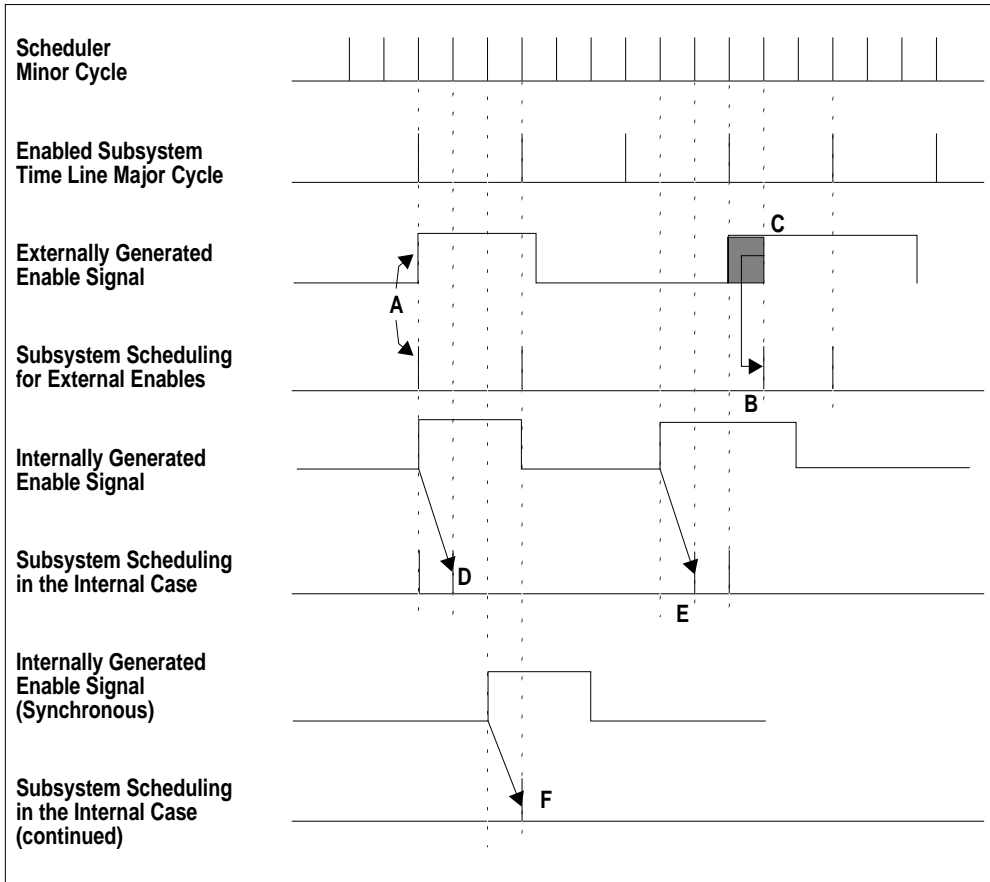 Scheduler
Minor Cycle
Enabled Subsystem
Time Line Major Cycle
Externally Generated
Enable Signal
C
A
Subsystem Scheduling
for External Enables
B
Internally Generated
Enable Signal
Subsystem Scheduling
in the Internal Case
D
E
Internally Generated
Enable Signal
(Synchronous)
Subsystem Scheduling
in the Internal Case
(continued)
F